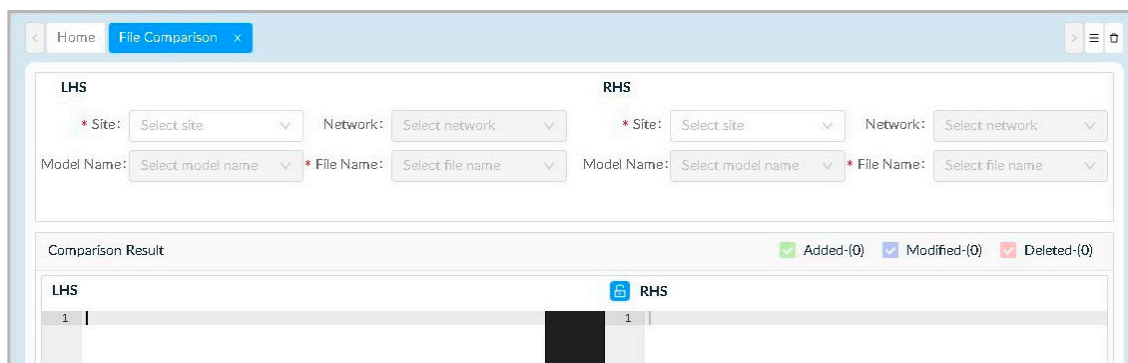 Home File Comparison x
LHS RHS
* Site: Select site Network: Select network * Site: Select site Network: Select network
Model Name: Select model name * File Name: Select file name Model Name: Select model name * File Name: Select file name
Comparison Result Added-(0) Modified-(0) Deleted-(0)
LHS RHS
1 1